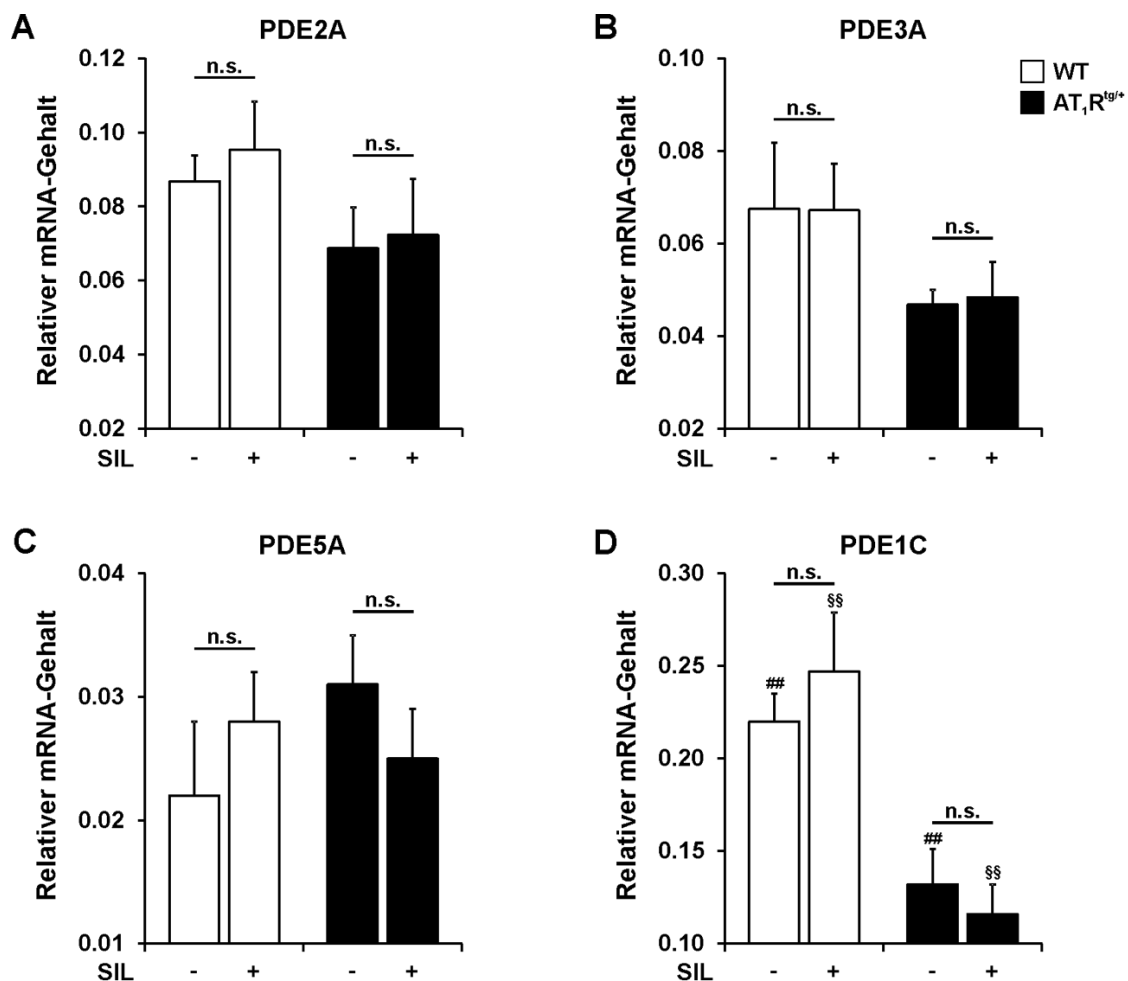 A
PDE2A
Relativer mRNA-Gehalt
0.12
0.10
0.08
0.06
0.04
0.02
n.s.
n.s.
SIL - + - +
B
PDE3A
Relativer mRNA-Gehalt
0.10
0.08
0.06
0.04
0.02
n.s.
n.s.
WT
AT₁Rᵗᵍ/⁺
SIL - + - +
C
PDE5A
Relativer mRNA-Gehalt
0.04
0.03
0.02
0.01
n.s.
n.s.
SIL - + - +
D
PDE1C
Relativer mRNA-Gehalt
0.30
0.25
0.20
0.15
0.10
n.s.
§§
##
n.s.
##
§§
SIL - + - +